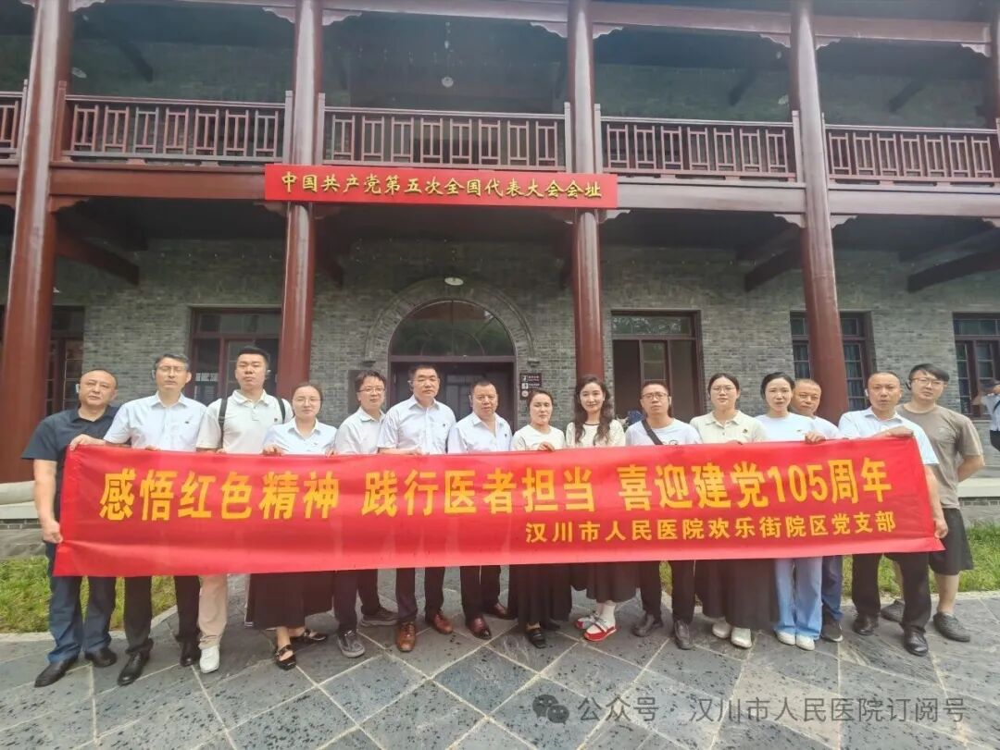 中国共产党第五次全国代表大会会址
感悟红色精神 践行医者担当 喜迎建党105周年
汉川市人民医院欢乐街院区党支部
公众号 · 汉川市人民医院订阅号